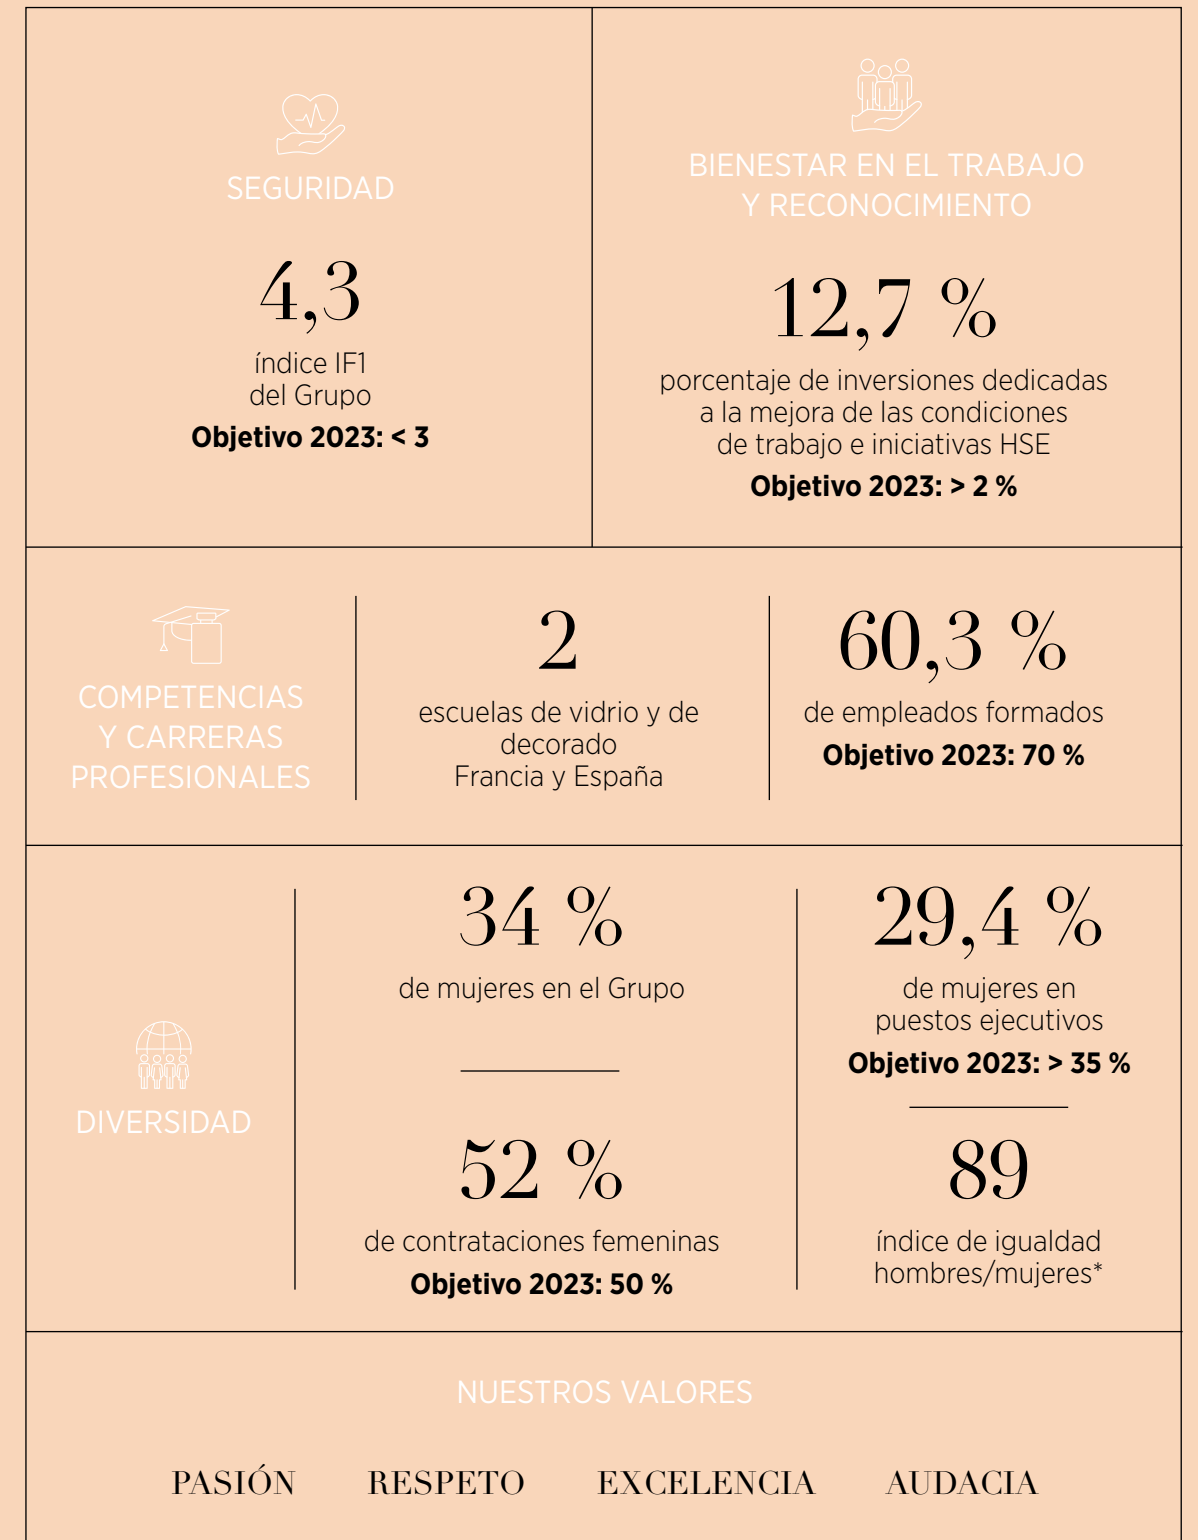 SEGURIDAD
4,3
índice IF1
del Grupo
Objetivo 2023: < 3
BIENESTAR EN EL TRABAJO
Y RECONOCIMIENTO
12,7 %
porcentaje de inversiones dedicadas
a la mejora de las condiciones
de trabajo e iniciativas HSE
Objetivo 2023: > 2 %
COMPETENCIAS
Y CARRERAS
PROFESIONALES
2
escuelas de vidrio y de
decorado
Francia y España
60,3 %
de empleados formados
Objetivo 2023: 70 %
DIVERSIDAD
34 %
de mujeres en el Grupo
52 %
de contrataciones femeninas
Objetivo 2023: 50 %
29,4 %
de mujeres en
puestos ejecutivos
Objetivo 2023: > 35 %
89
índice de igualdad
hombres/mujeres*
NUESTROS VALORES
PASIÓN RESPETO EXCELENCIA AUDACIA